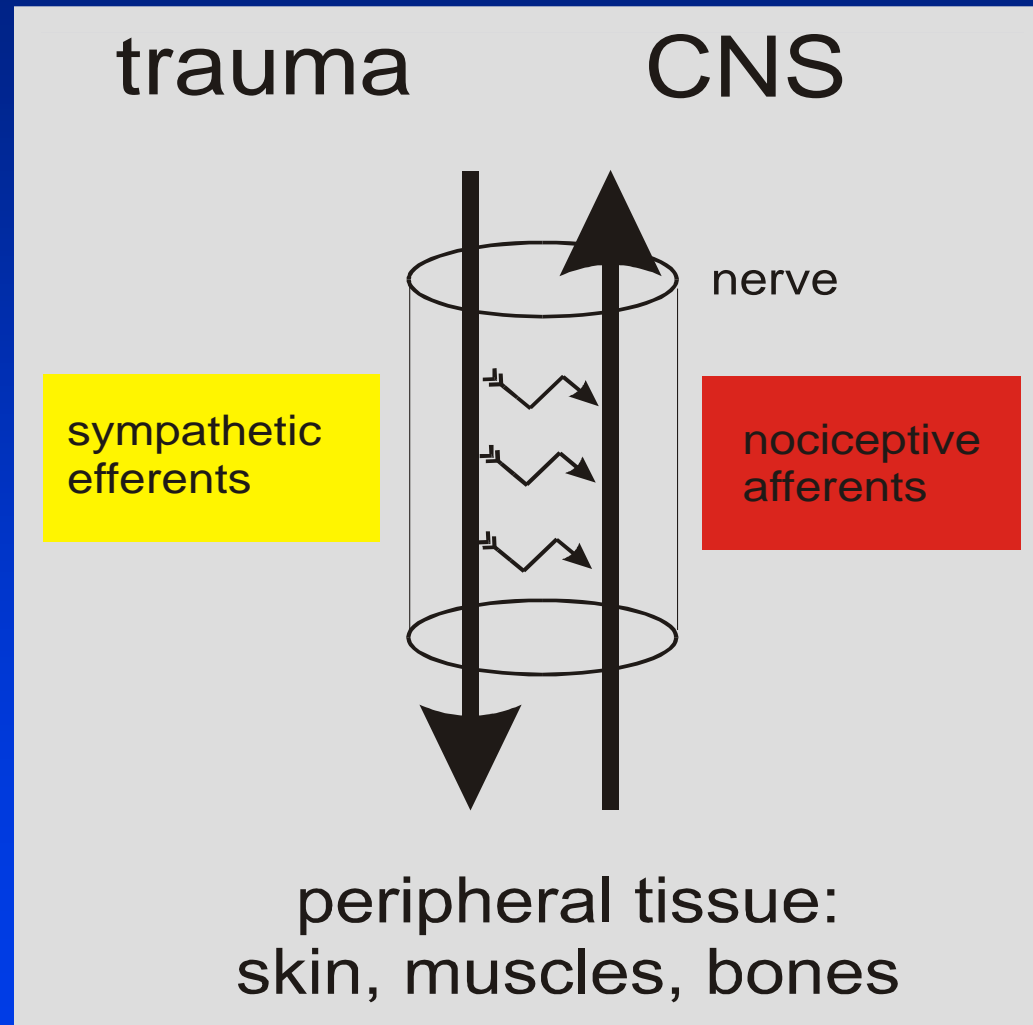 trauma CNS
nerve
sympathetic
efferents
nociceptive
afferents
peripheral tissue:
skin, muscles, bones